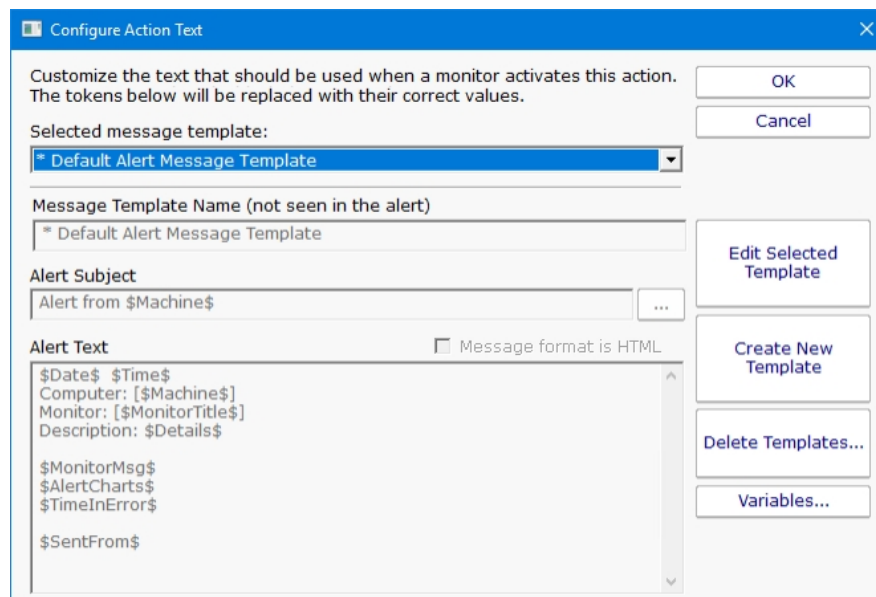 Configure Action Text
Customize the text that should be used when a monitor activates this action.
The tokens below will be replaced with their correct values.
OK
Cancel
Selected message template:
* Default Alert Message Template
Message Template Name (not seen in the alert)
* Default Alert Message Template
Edit Selected
Template
Alert Subject
Alert from $Machine$
...
Alert Text
Message format is HTML
Create New
Template
$Date$  $Time$
Computer: [$Machine$]
Monitor: [$MonitorTitle$]
Description: $Details$
Delete Templates...
$MonitorMsg$
$AlertCharts$
$TimeInError$
Variables...
$SentFrom$